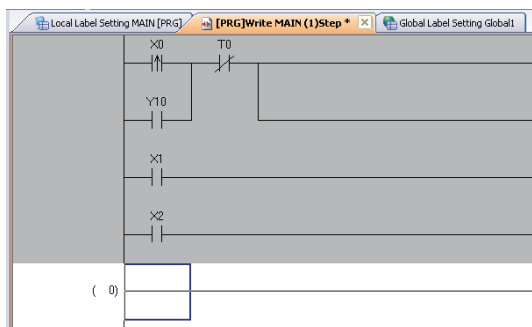 Local Label Setting MAIN [PRG] [PRG]Write MAIN (1)Step * Global Label Setting Global1
X0 T0
Y10
X1
X2
( 0)